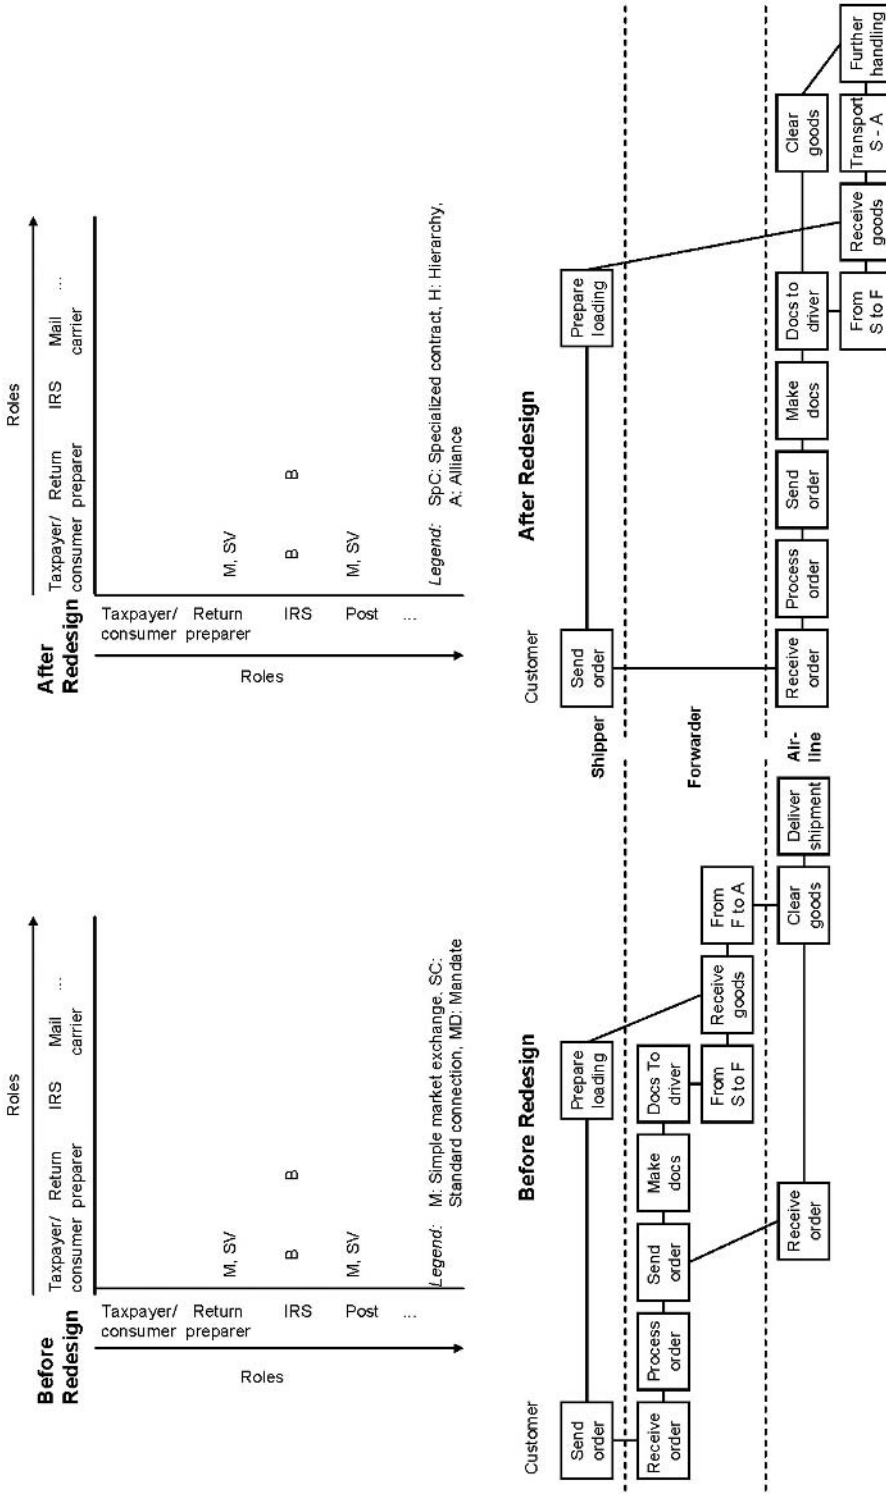 Before
Redesign
Roles
Taxpayer/
consumer
Return
preparer
IRS
Mail
carrier
...
Taxpayer/
consumer
Return
preparer
IRS
Post
...
Roles
M, SV
B
M, SV
B
Legend:
M: Simple market exchange, SC:
Standard connection, MD: Mandate
After
Redesign
Roles
Taxpayer/
consumer
Return
preparer
IRS
Mail
carrier
...
Taxpayer/
consumer
Return
preparer
IRS
Post
...
Roles
M, SV
B
M, SV
B
Legend:
SpC: Specialized contract, H: Hierarchy,
A: Alliance
Before Redesign
Customer
Send
order
Prepare
loading
Receive
order
Process
order
Send
order
Make
docs
Docs To
driver
From
S to F
Receive
goods
From
F to A
Receive
order
Clear
goods
Deliver
shipment
Shipper
Forwarder
Air-
line
After Redesign
Customer
Send
order
Prepare
loading
Receive
order
Process
order
Send
order
Make
docs
Docs to
driver
Clear
goods
From
S to F
Receive
goods
Transport
S - A
Further
handling